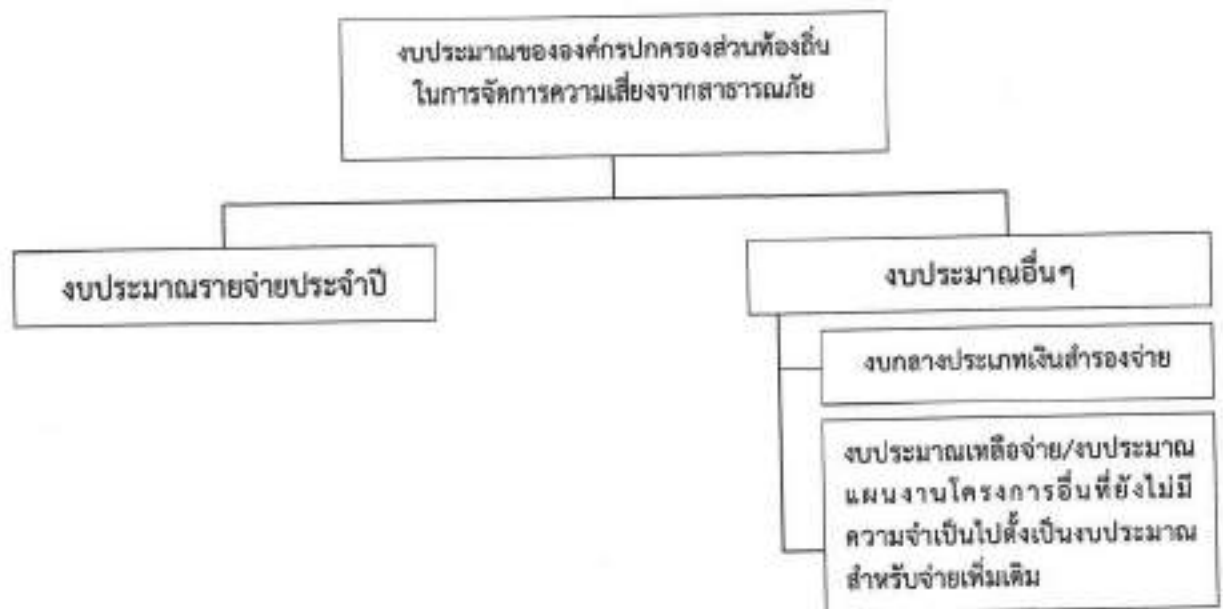 งบประมาณขององค์กรปกครองส่วนท้องถิ่น
ในการจัดการความเสี่ยงจากสาธารณภัย
งบประมาณรายจ่ายประจำปี
งบประมาณอื่นๆ
งบกลางประเภทเงินสำรองจ่าย
งบประมาณเหลือจ่าย/งบประมาณ
แผนงานโครงการอื่นที่ยังไม่มี
ความจำเป็นไปตั้งเป็นงบประมาณ
สำหรับจ่ายเพิ่มเติม